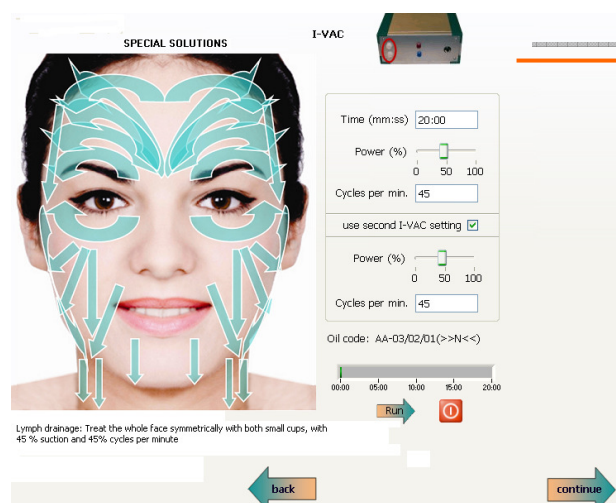 SPECIAL SOLUTIONS
I-VAC
Time (mm:ss) 20:00
Power (%)
0 50 100
Cycles per min. 45
use second I-VAC setting
Power (%)
0 50 100
Cycles per min. 45
Oil code: AA-03/02/01(>>N<<)
00:00 05:00 10:00 15:00 20:00
Run
Lymph drainage: Treat the whole face symmetrically with both small cups, with
45 % suction and 45% cycles per minute
back
continue